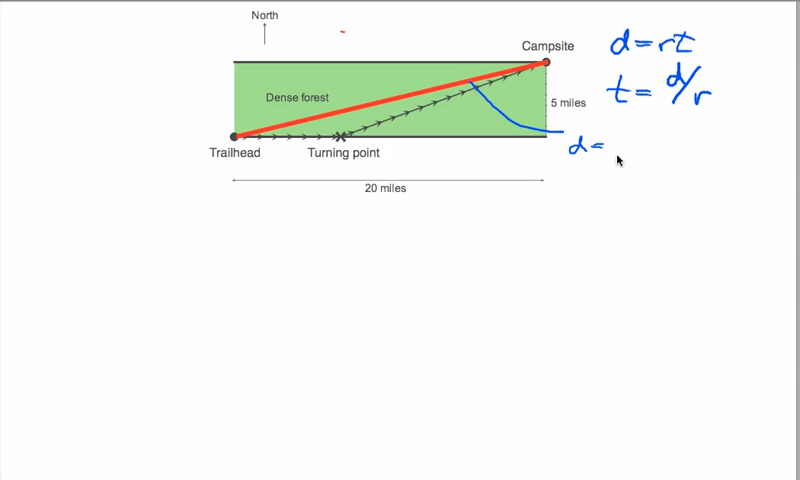 North
Campsite
d = rt
t = d/r
Dense forest
5 miles
Trailhead
Turning point
d =
20 miles